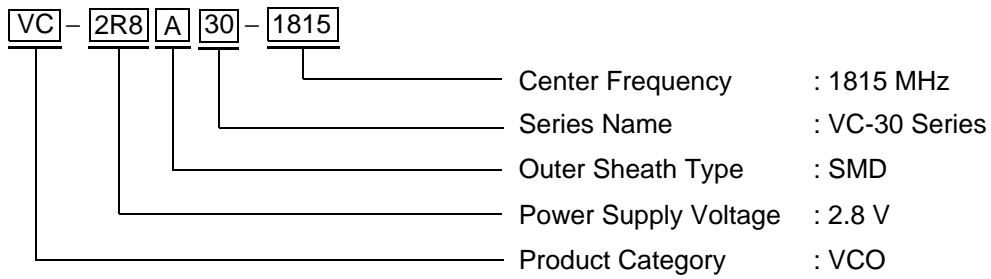 VC – 2R8 A 30 – 1815
Center Frequency : 1815 MHz
Series Name : VC-30 Series
Outer Sheath Type : SMD
Power Supply Voltage : 2.8 V
Product Category : VCO